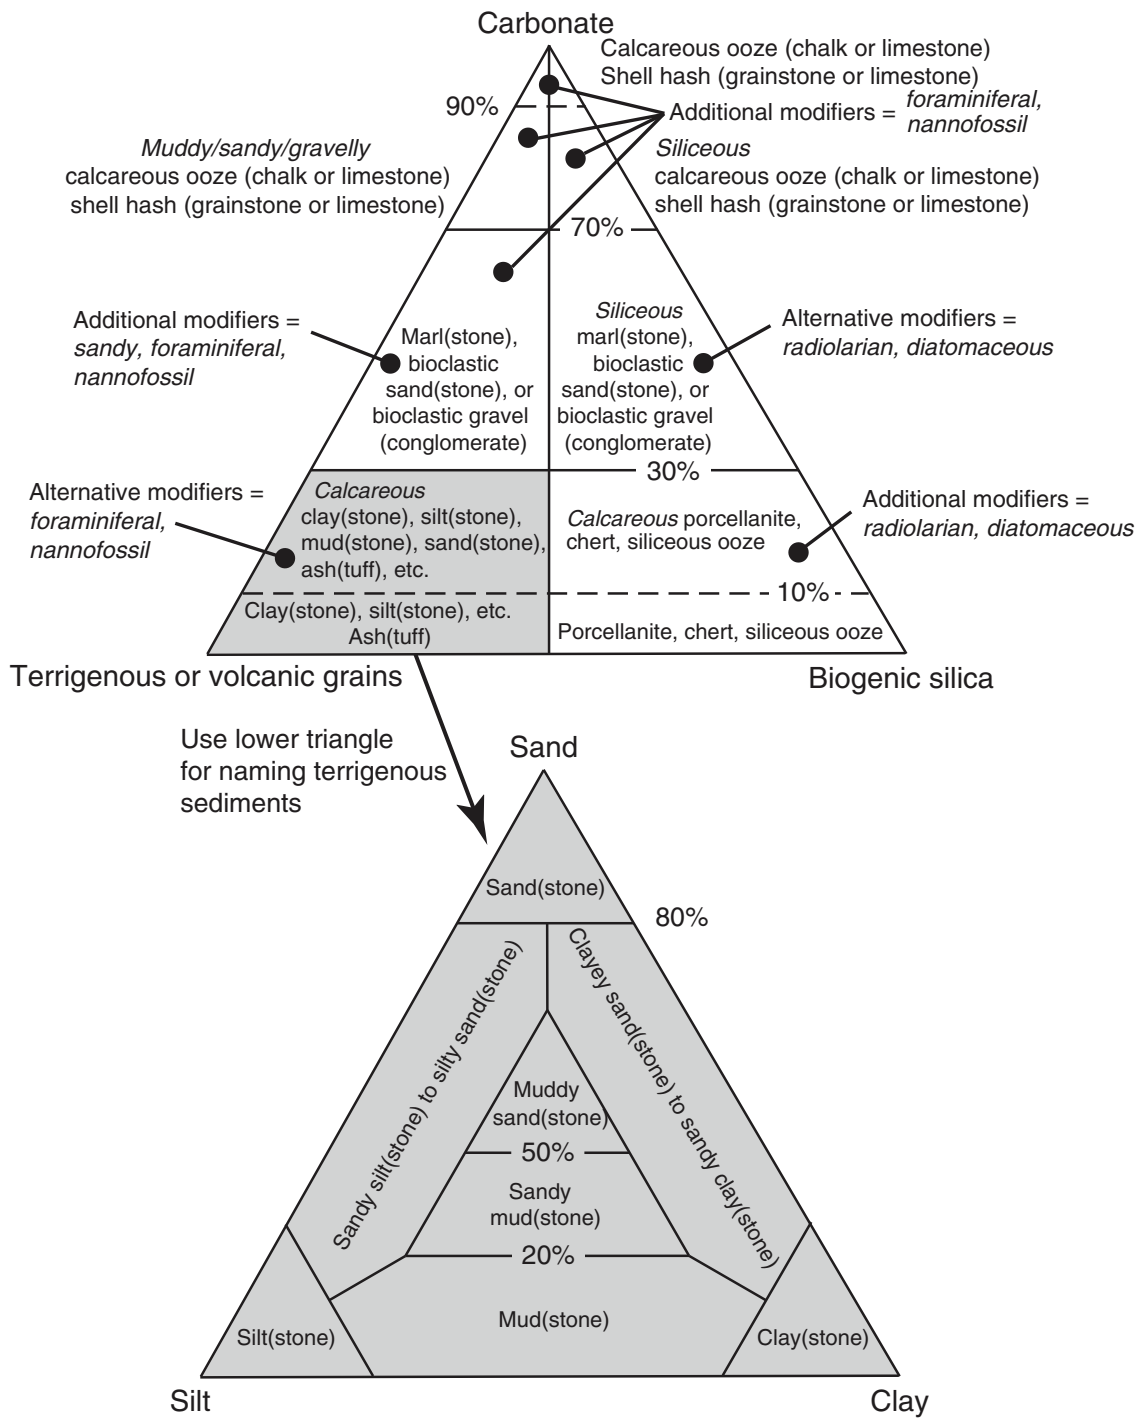 Carbonate
Calcareous ooze (chalk or limestone)
Shell hash (grainstone or limestone)
90%
Additional modifiers = foraminiferal,
nannofossil
Muddy/sandy/gravelly
calcareous ooze (chalk or limestone)
shell hash (grainstone or limestone)
Siliceous
calcareous ooze (chalk or limestone)
shell hash (grainstone or limestone)
70%
Additional modifiers =
sandy, foraminiferal,
nannofossil
Marl(stone),
bioclastic
sand(stone), or
bioclastic gravel
(conglomerate)
Siliceous
marl(stone),
bioclastic
sand(stone), or
bioclastic gravel
(conglomerate)
Alternative modifiers =
radiolarian, diatomaceous
30%
Alternative modifiers =
foraminiferal,
nannofossil
Calcareous
clay(stone), silt(stone),
mud(stone), sand(stone),
ash(tuff), etc.
Calcareous porcellanite,
chert, siliceous ooze
Additional modifiers =
radiolarian, diatomaceous
10%
Clay(stone), silt(stone), etc.
Ash(tuff)
Porcellanite, chert, siliceous ooze
Terrigenous or volcanic grains
Biogenic silica
Use lower triangle
for naming terrigenous
sediments
Sand
Sand(stone)
80%
Sandy silt(stone) to silty sand(stone)
Clayey sand(stone) to sandy clay(stone)
Muddy
sand(stone)
50%
Sandy
mud(stone)
20%
Mud(stone)
Silt(stone)
Clay(stone)
Silt
Clay